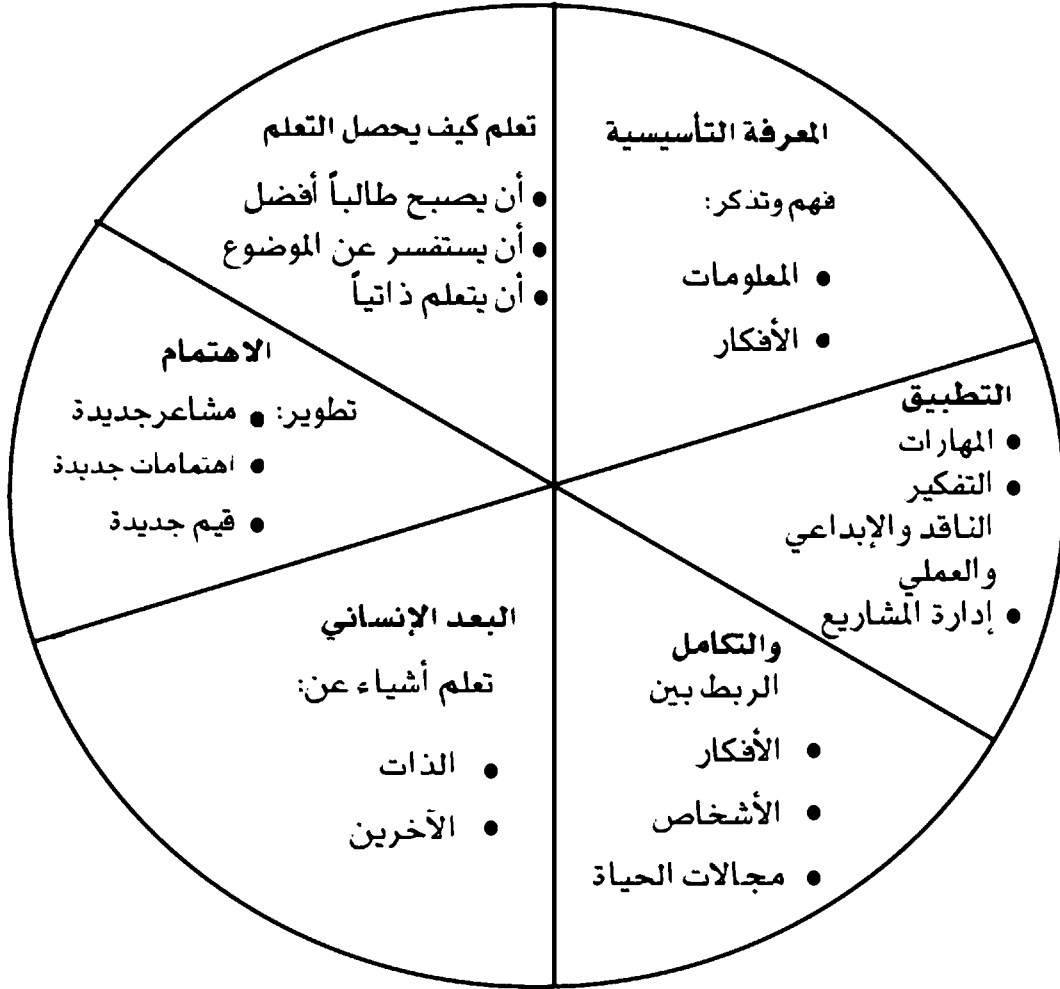 المعرفة التأسيسية
فهم وتذكر:
• المعلومات
• الأفكار
التطبيق
• المهارات
• التفكير
الناقد والإبداعي
والعملي
• إدارة المشاريع
والتكامل
الربط بين
• الأفكار
• الأشخاص
• مجالات الحياة
البعد الإنساني
تعلم أشياء عن:
• الذات
• الآخرين
الاهتمام
تطوير: • مشاعر جديدة
• اهتمامات جديدة
• قيم جديدة
تعلم كيف يحصل التعلم
• أن يصبح طالباً أفضل
• أن يستفسر عن الموضوع
• أن يتعلم ذاتياً